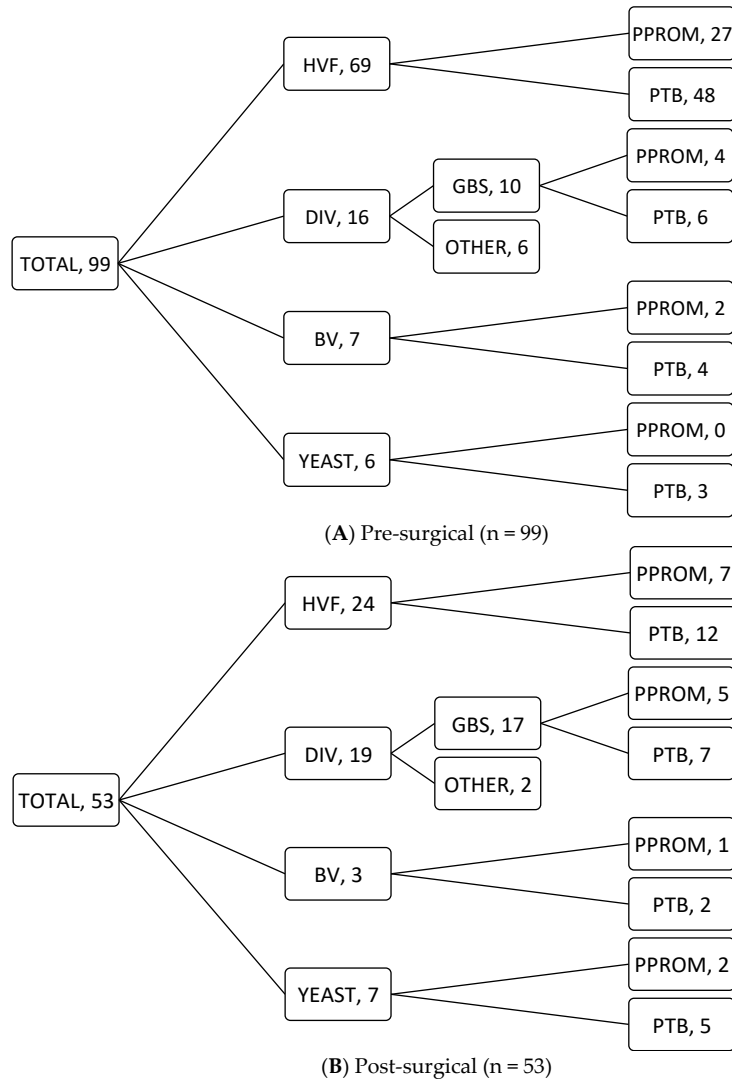 PPROM, 27
HVF, 69
PTB, 48
PPROM, 4
GBS, 10
DIV, 16
PTB, 6
OTHER, 6
TOTAL, 99
PPROM, 2
BV, 7
PTB, 4
PPROM, 0
YEAST, 6
PTB, 3
(A) Pre-surgical (n = 99)
PPROM, 7
HVF, 24
PTB, 12
PPROM, 5
GBS, 17
DIV, 19
PTB, 7
OTHER, 2
TOTAL, 53
PPROM, 1
BV, 3
PTB, 2
PPROM, 2
YEAST, 7
PTB, 5
(B) Post-surgical (n = 53)